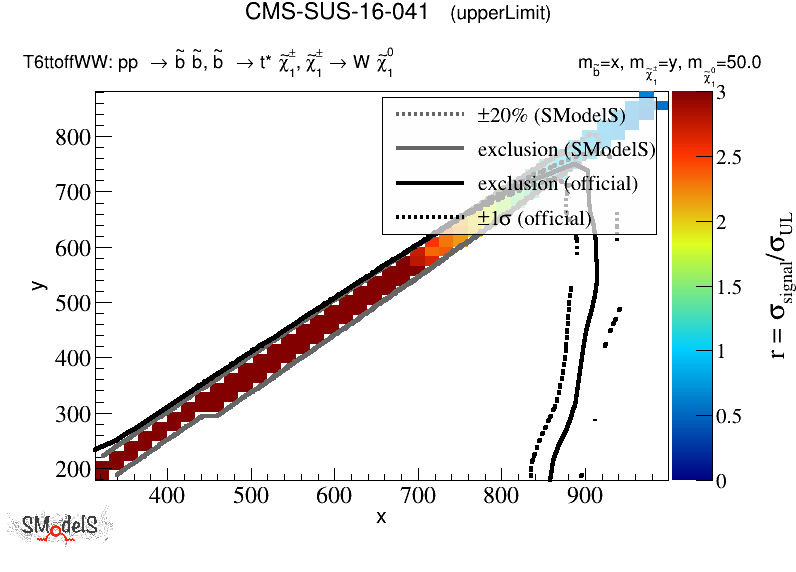 CMS-SUS-16-041 (upperLimit)
T6ttoffWW: pp → b̃ b̃, b̃ → t* χ̃₁±, χ̃₁± → W χ̃₁⁰
m_b̃=x, m_χ̃₁±=y, m_χ̃₁⁰=50.0
±20% (SModelS)
exclusion (SModelS)
exclusion (official)
±1σ (official)
800
700
600
500
400
300
200
y
400 500 600 700 800 900
x
3
2.5
2
1.5
1
0.5
0
r = σ_signal/σ_UL
SModelS